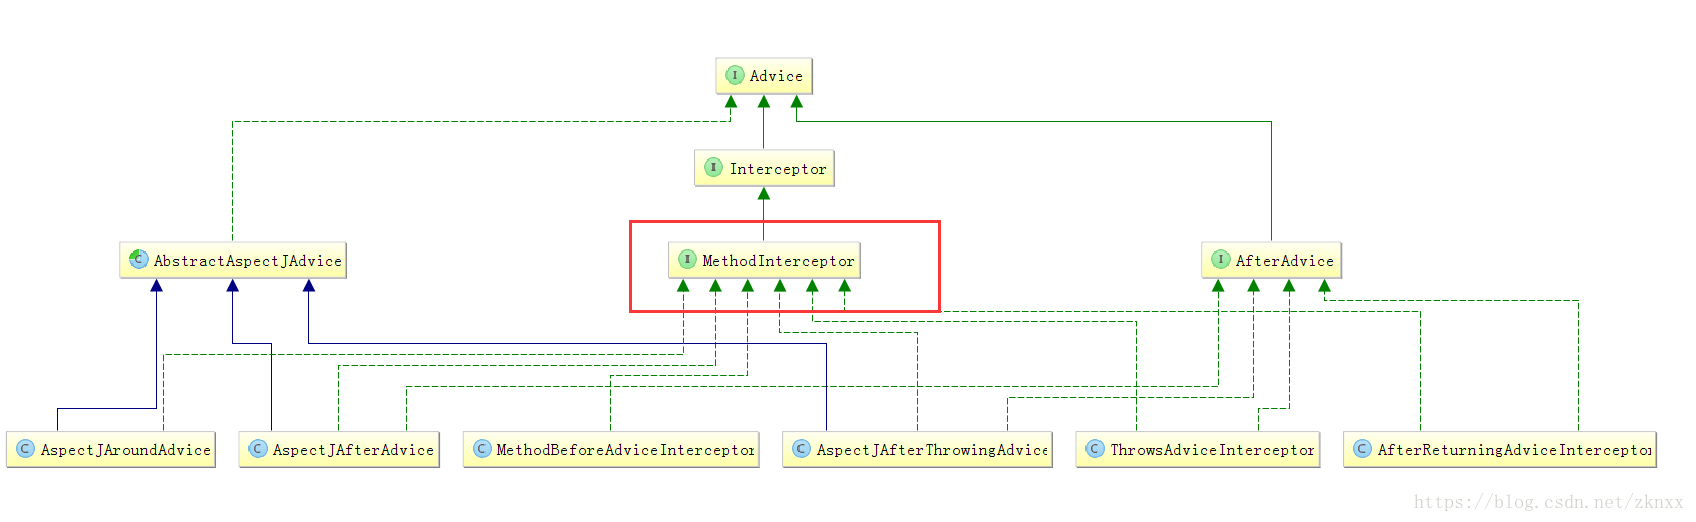 I Advice
I Interceptor
C AbstractAspectJAdvice
I MethodInterceptor
I AfterAdvice
C AspectJAroundAdvice
C AspectJAfterAdvice
C MethodBeforeAdviceInterceptor
C AspectJAfterThrowingAdvice
C ThrowsAdviceInterceptor
C AfterReturningAdviceInterceptor
https://blog.csdn.net/zknxx